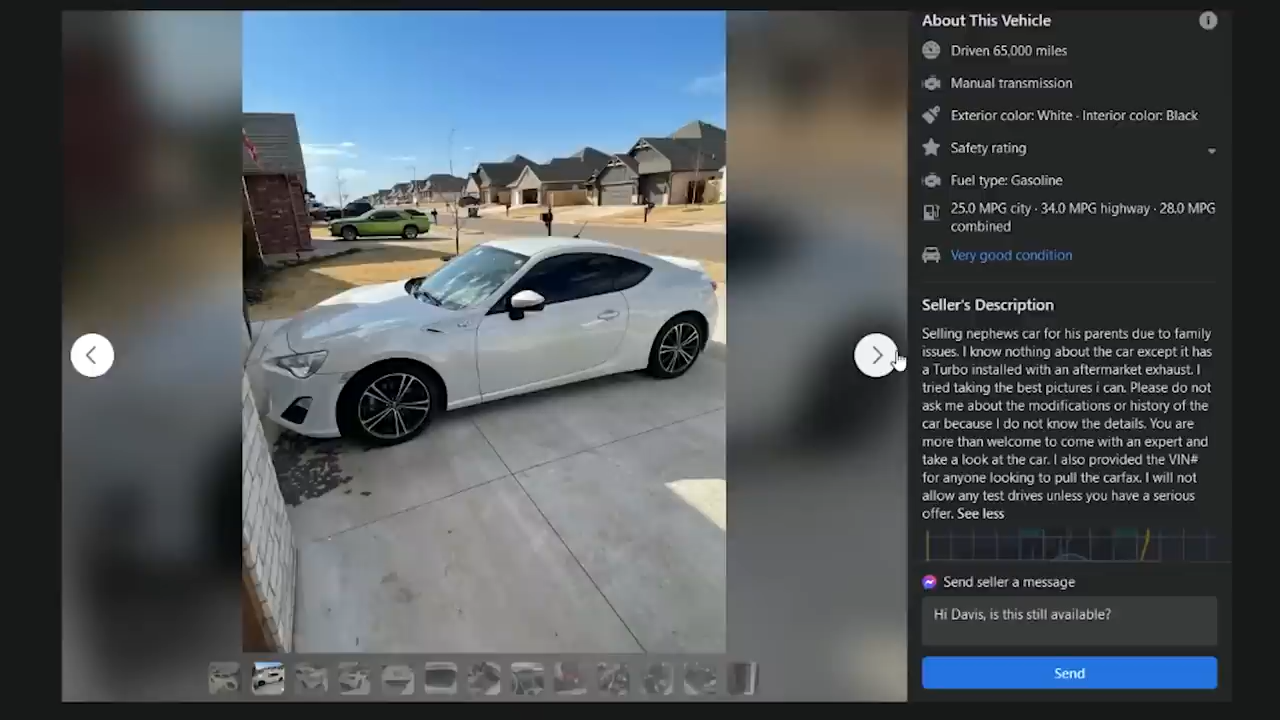 About This Vehicle
Driven 65,000 miles
Manual transmission
Exterior color: White · Interior color: Black
Safety rating
Fuel type: Gasoline
25.0 MPG city · 34.0 MPG highway · 28.0 MPG
combined
Very good condition
Seller's Description
Selling nephews car for his parents due to family
issues. I know nothing about the car except it has
a Turbo installed with an aftermarket exhaust. I
tried taking the best pictures i can. Please do not
ask me about the modifications or history of the
car because I do not know the details. You are
more than welcome to come with an expert and
take a look at the car. I also provided the VIN#
for anyone looking to pull the carfax. I will not
allow any test drives unless you have a serious
offer. See less
Send seller a message
Hi Davis, is this still available?
Send